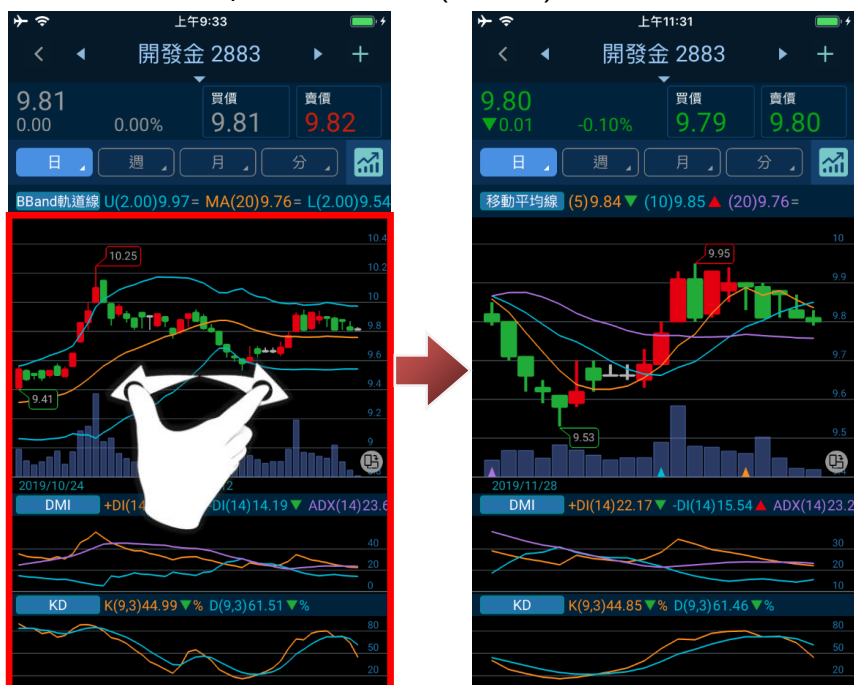 上午9:33
開發金 2883
9.81
0.00 0.00%
買價
9.81
賣價
9.82
日 週 月 分
BBand軌道線 U(2.00)9.97= MA(20)9.76= L(2.00)9.54
10.4
10.25
10.2
10
9.8
9.6
9.4
9.41
9.2
9
2019/10/24
DMI +DI(14 -DI(14)14.19▼ ADX(14)23.6
40
20
0
KD K(9,3)44.99▼% D(9,3)61.51▼%
80
50
20
上午11:31
開發金 2883
9.80
▼0.01 -0.10%
買價
9.79
賣價
9.80
日 週 月 分
移動平均線 (5)9.84▼ (10)9.85▲ (20)9.76=
10
9.95
9.9
9.8
9.7
9.6
9.5
9.53
2019/11/28
DMI +DI(14)22.17▼ -DI(14)15.54▲ ADX(14)23.2
30
20
10
KD K(9,3)44.85▼% D(9,3)61.46▼%
80
50
20